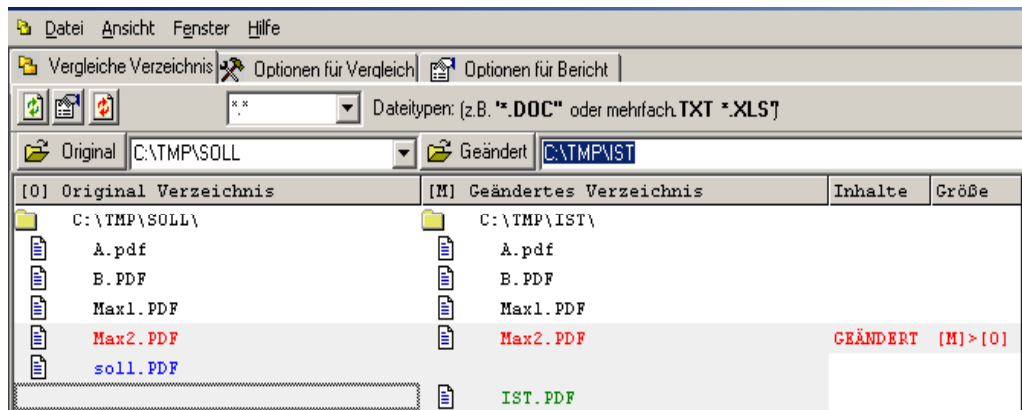 Datei Ansicht Fenster Hilfe
Vergleiche Verzeichnis Optionen für Vergleich Optionen für Bericht
*.* Dateitypen: (z.B. "*.DOC" oder mehrfach.TXT *.XLS")
Original C:\TMP\SOLL Geändert C:\TMP\IST
[O] Original Verzeichnis [M] Geändertes Verzeichnis Inhalte Größe
C:\TMP\SOLL\ C:\TMP\IST\
A.pdf A.pdf
B.PDF B.PDF
Max1.PDF Max1.PDF
Max2.PDF Max2.PDF GEÄNDERT [M]>[O]
soll.PDF
IST.PDF